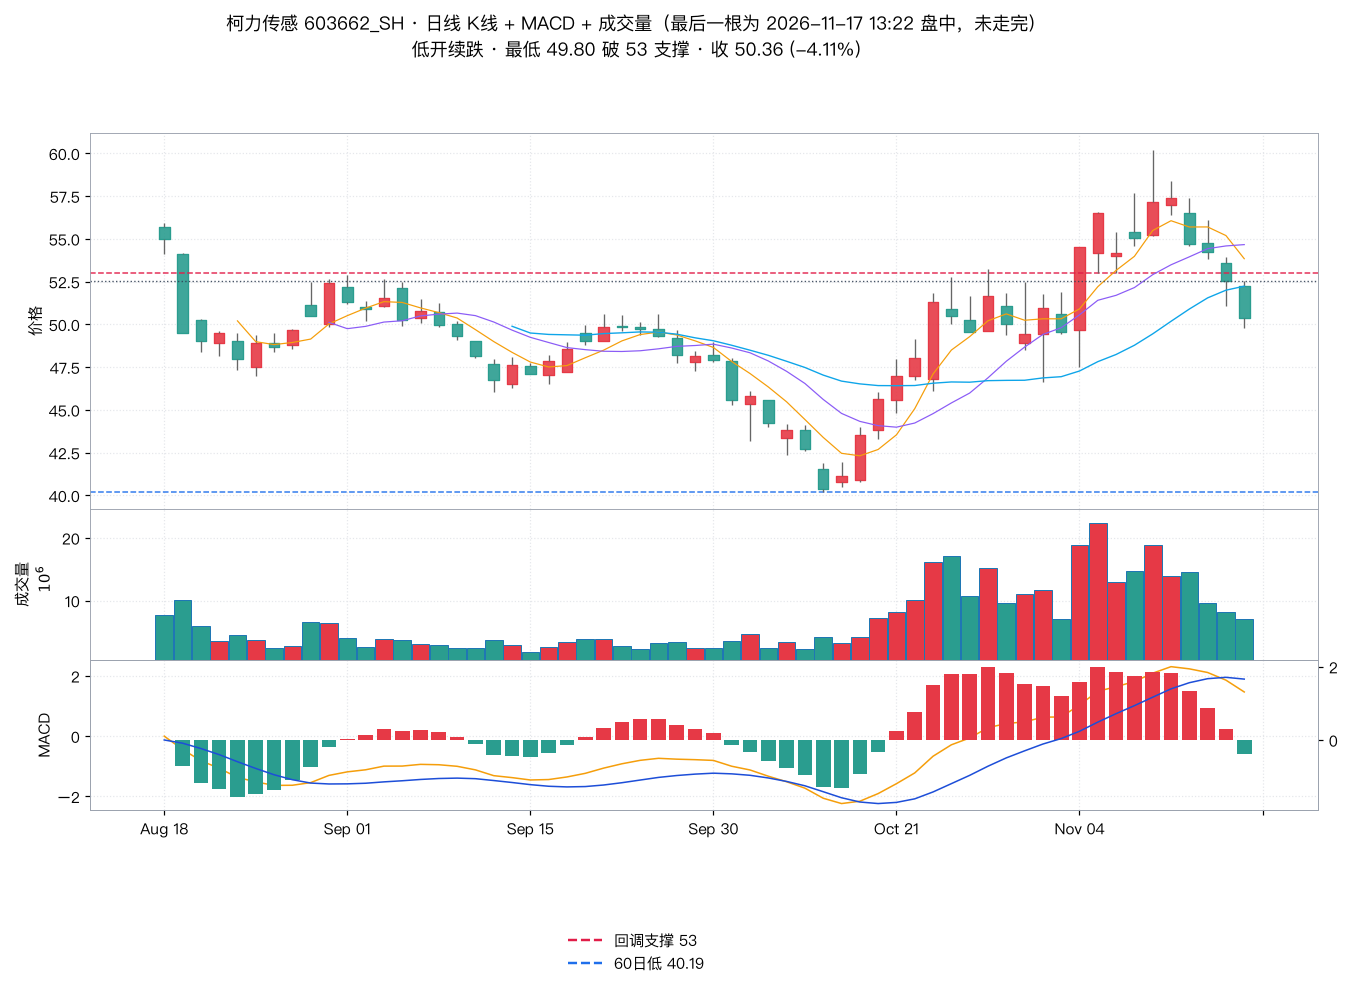 柯力传感 603662_SH · 日线 K线 + MACD + 成交量（最后一根为 2026−11−17 13:22 盘中，未走完）
低开续跌 · 最低 49.80 破 53 支撑 · 收 50.36 (−4.11%)
价格
60.0
57.5
55.0
52.5
50.0
47.5
45.0
42.5
40.0
成交量
10⁶
20
10
MACD
2
0
−2
2
0
Aug 18
Sep 01
Sep 15
Sep 30
Oct 21
Nov 04
回调支撑 53
60日低 40.19